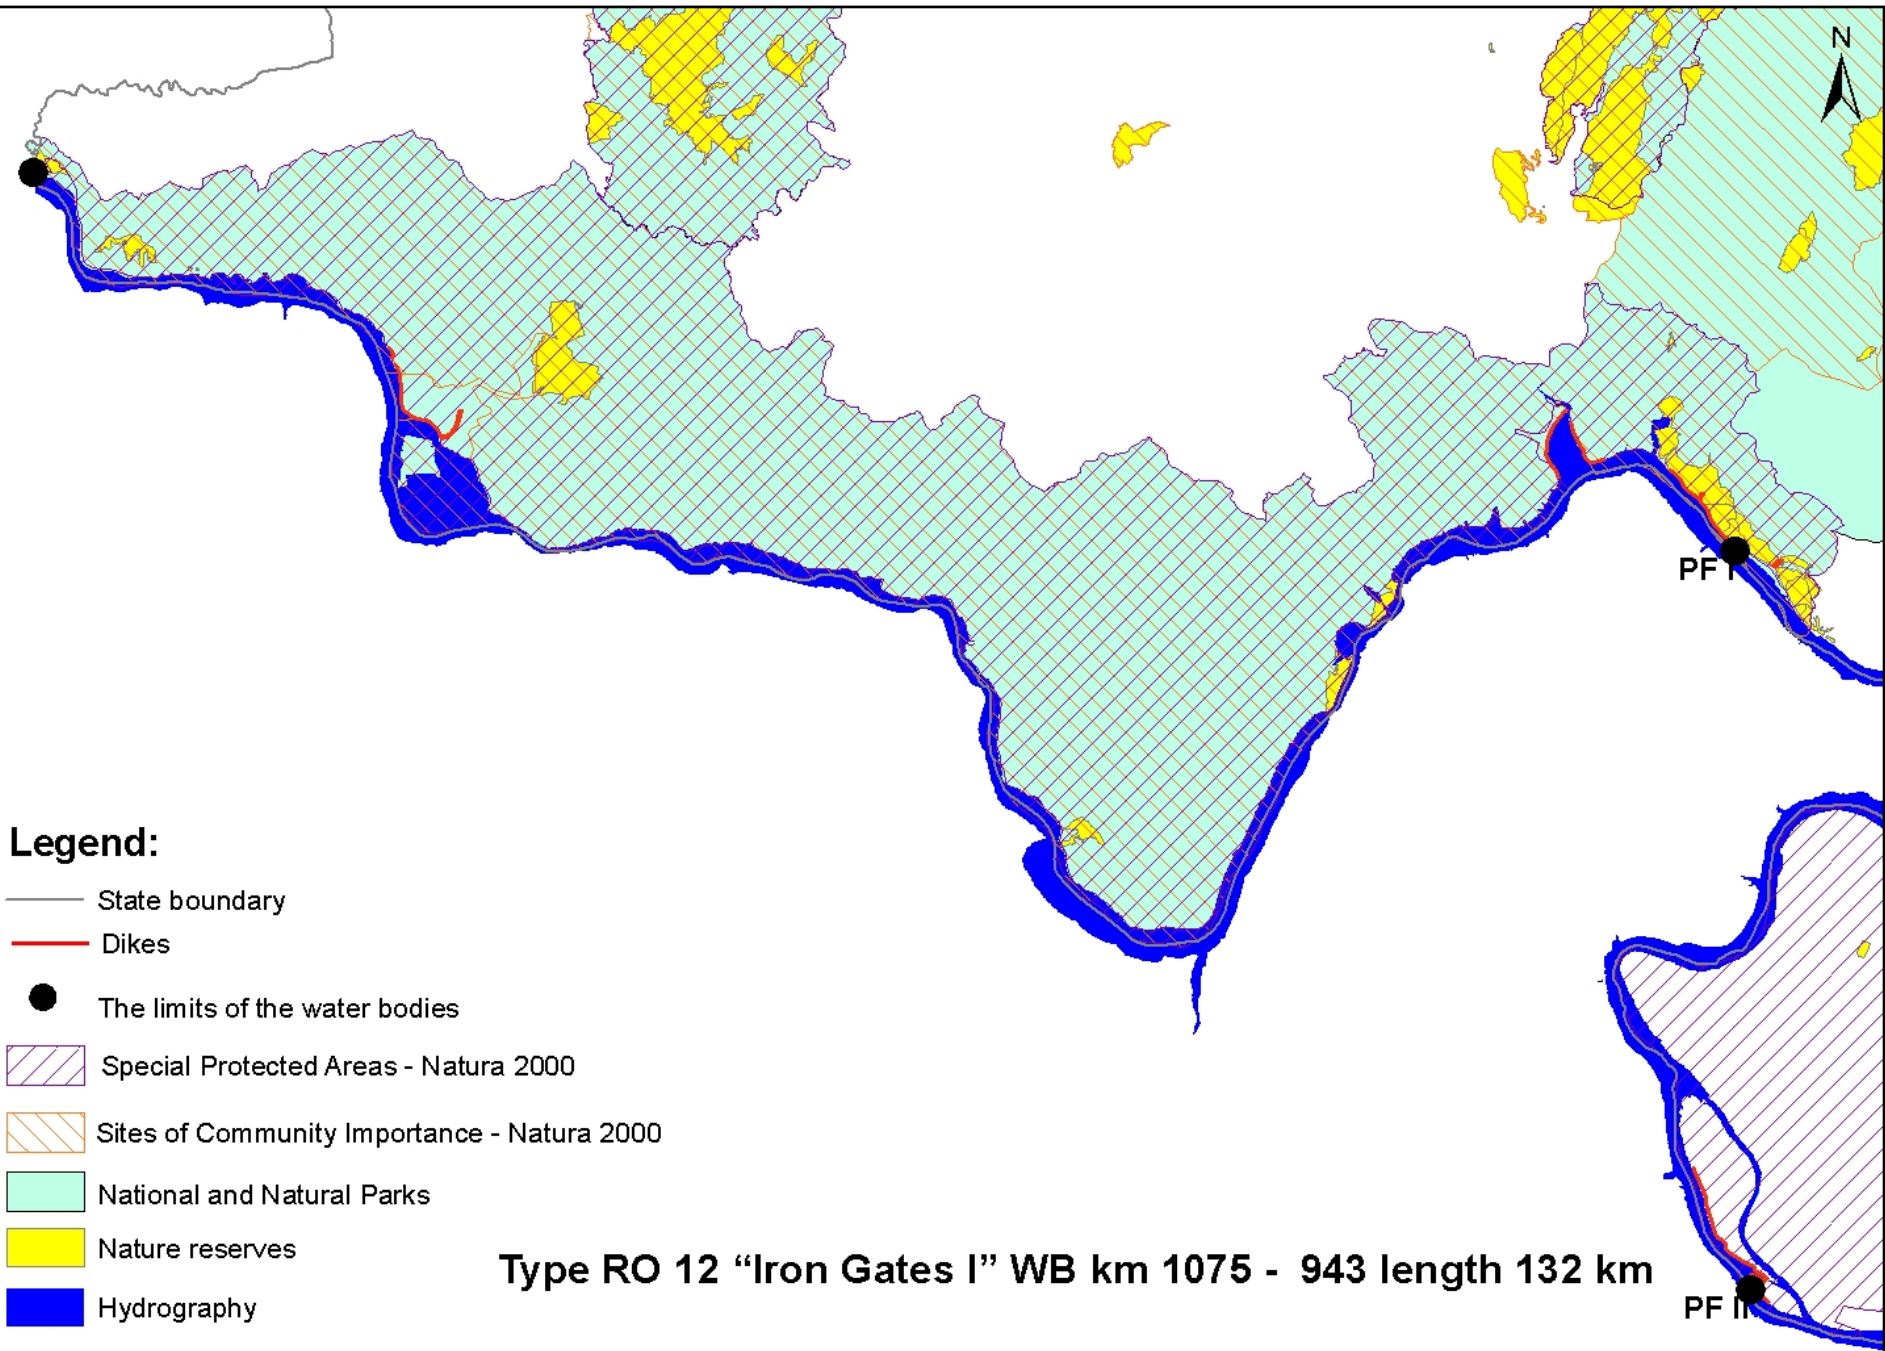 N
PF I
Legend:
State boundary
Dikes
The limits of the water bodies
Special Protected Areas - Natura 2000
Sites of Community Importance - Natura 2000
National and Natural Parks
Nature reserves
Hydrography
Type RO 12 “Iron Gates I” WB km 1075 -  943 length 132 km
PF II